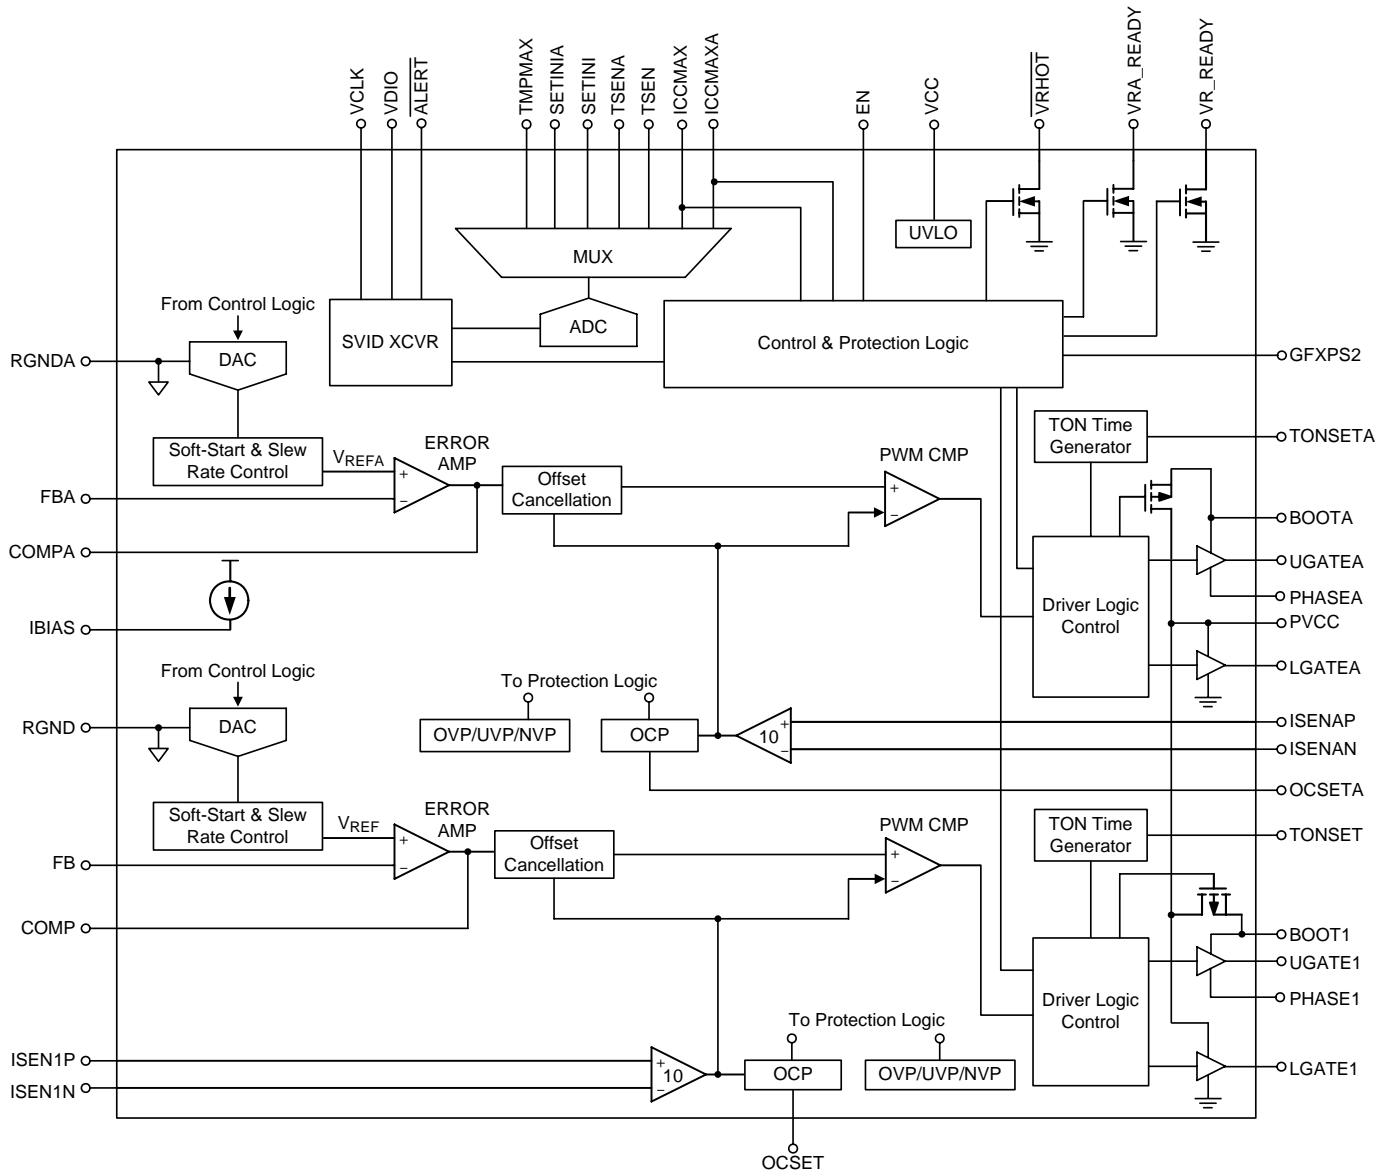 VCLK
VDIO
ALERT
TMPMAX
SETINIA
SETINI
TSENA
TSEN
ICCMAX
ICCMAXA
EN
VCC
VRHOT
VRA_READY
VR_READY
UVLO
MUX
From Control Logic
ADC
SVID XCVR
Control & Protection Logic
RGNDA
DAC
GFXPS2
Soft-Start & Slew
Rate Control
VREFA
ERROR
AMP
+
−
Offset
Cancellation
PWM CMP
+
−
TON Time
Generator
TONSETA
FBA
COMPA
BOOTA
UGATEA
PHASEA
PVCC
LGATEA
Driver Logic
Control
IBIAS
From Control Logic
RGND
DAC
To Protection Logic
OVP/UVP/NVP
OCP
10
+
−
ISENAP
ISENAN
OCSETA
Soft-Start & Slew
Rate Control
VREF
ERROR
AMP
+
−
Offset
Cancellation
PWM CMP
+
−
TON Time
Generator
TONSET
FB
COMP
BOOT1
UGATE1
PHASE1
LGATE1
Driver Logic
Control
To Protection Logic
ISEN1P
ISEN1N
+
−
10
OCP
OVP/UVP/NVP
OCSET